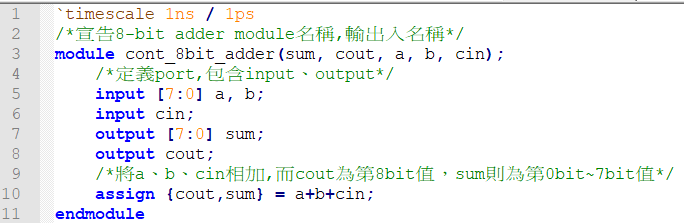 1 `timescale 1ns / 1ps
2 /*宣告8-bit adder module名稱,輸出入名稱*/
3 module cont_8bit_adder(sum, cout, a, b, cin);
4 /*定義port,包含input、output*/
5 input [7:0] a, b;
6 input cin;
7 output [7:0] sum;
8 output cout;
9 /*將a、b、cin相加,而cout為第8bit值，sum則為第0bit~7bit值*/
10 assign {cout,sum} = a+b+cin;
11 endmodule